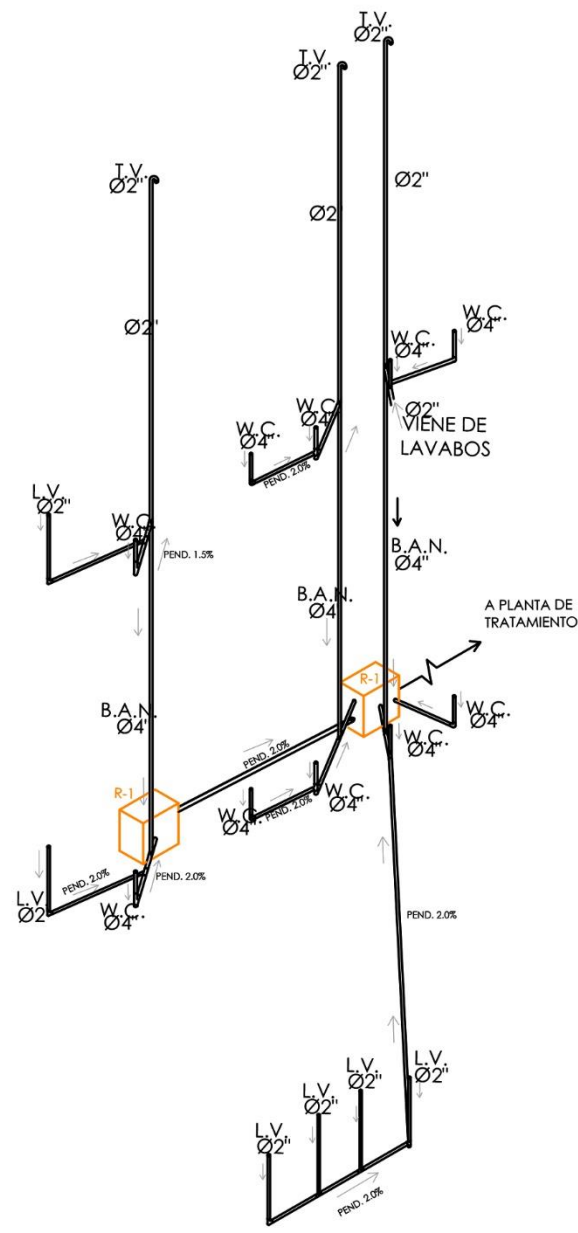 T.V.
Ø2"
T.V.
Ø2"
T.V.
Ø2"
Ø2"
Ø2"
Ø2"
W.C.
Ø4"
W.C.
Ø4"
Ø2"
VIENE DE
LAVABOS
W.C.
Ø4"
W.C.
Ø4"
PEND. 2.0%
L.V.
Ø2"
W.C.
Ø4"
PEND. 1.5%
B.A.N.
Ø4"
B.A.N.
Ø4"
A PLANTA DE
TRATAMIENTO
R-1
B.A.N.
Ø4"
W.C.
Ø4"
W.C.
Ø4"
PEND. 2.0%
R-1
W.C.
Ø4"
W.C.
Ø4"
PEND. 2.0%
PEND. 2.0%
PEND. 2.0%
L.V.
Ø2"
W.C.
Ø4"
PEND. 2.0%
L.V.
Ø2"
L.V.
Ø2"
L.V.
Ø2"
L.V.
Ø2"
PEND. 2.0%